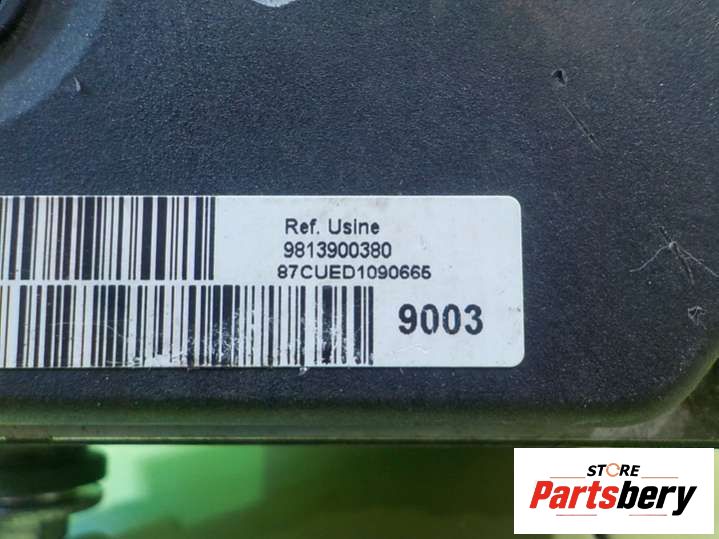 Ref. Usine
9813900380
87CUED1090665
9003
STORE
Partsbery